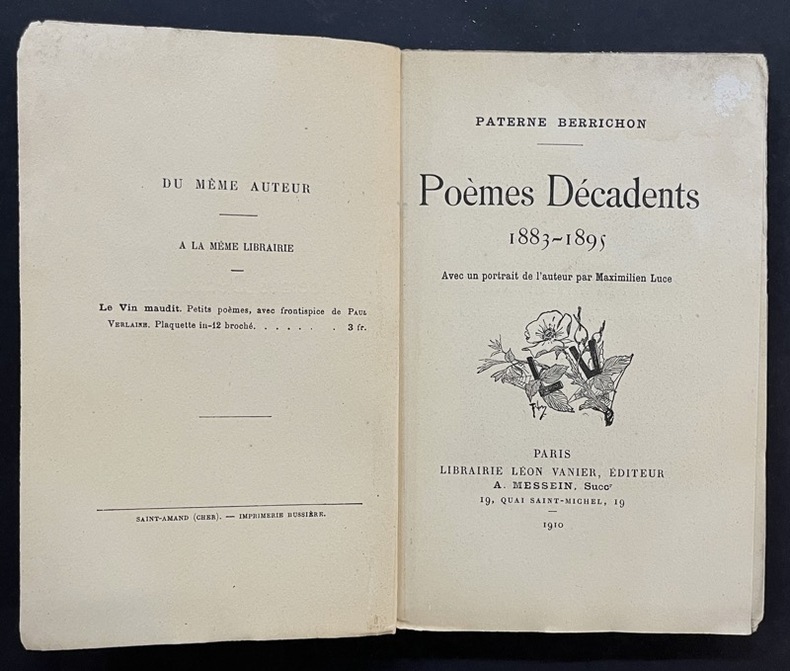 DU MÊME AUTEUR
A LA MÊME LIBRAIRIE
Le Vin maudit. Petits poèmes, avec frontispice de PAUL
VERLAINE. Plaquette in-12 broché. . . . . . . 3 fr.
SAINT-AMAND (CHER). — IMPRIMERIE BUSSIÈRE.
PATERNE BERRICHON
Poèmes Décadents
1883-1895
Avec un portrait de l'auteur par Maximilien Luce
L V
PARIS
LIBRAIRIE LÉON VANIER, ÉDITEUR
A. MESSEIN, Succr
19, QUAI SAINT-MICHEL, 19
1910